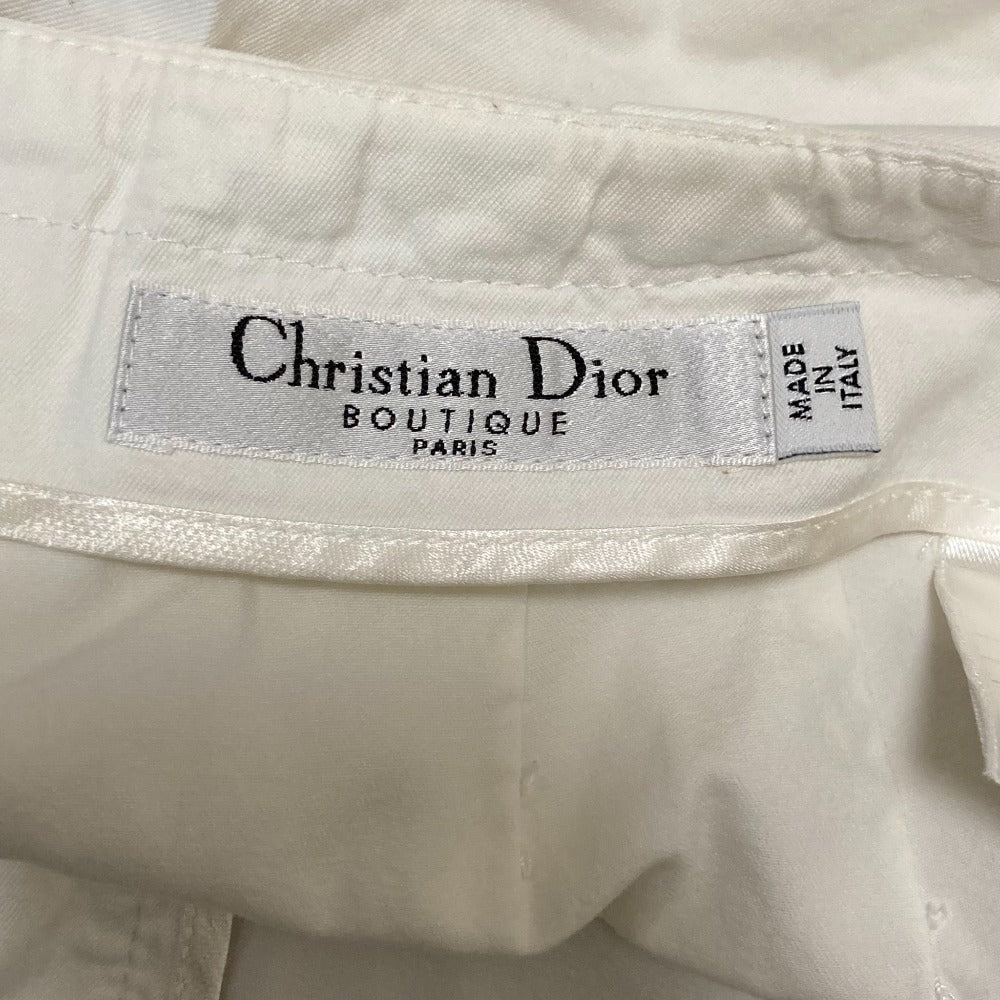 Christian Dior
BOUTIQUE
PARIS
MADE
IN
ITALY